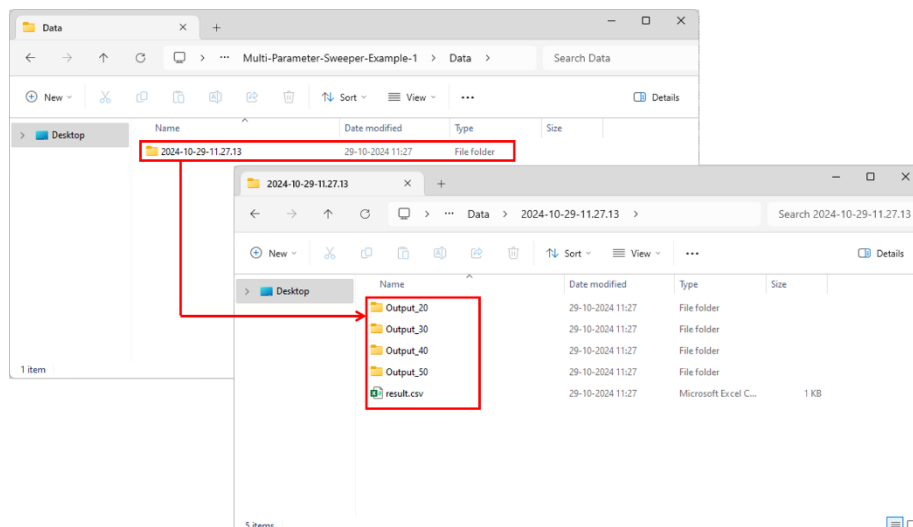 Data
Multi-Parameter-Sweeper-Example-1 > Data > Search Data
New Sort View ... Details
Name Date modified Type Size
Desktop
2024-10-29-11.27.13 29-10-2024 11:27 File folder
1 item
2024-10-29-11.27.13
... Data > 2024-10-29-11.27.13 > Search 2024-10-29-11.27.13
New Sort View ... Details
Name Date modified Type Size
Desktop
Output_20 29-10-2024 11:27 File folder
Output_30 29-10-2024 11:27 File folder
Output_40 29-10-2024 11:27 File folder
Output_50 29-10-2024 11:27 File folder
result.csv 29-10-2024 11:27 Microsoft Excel C... 1 KB
5 items